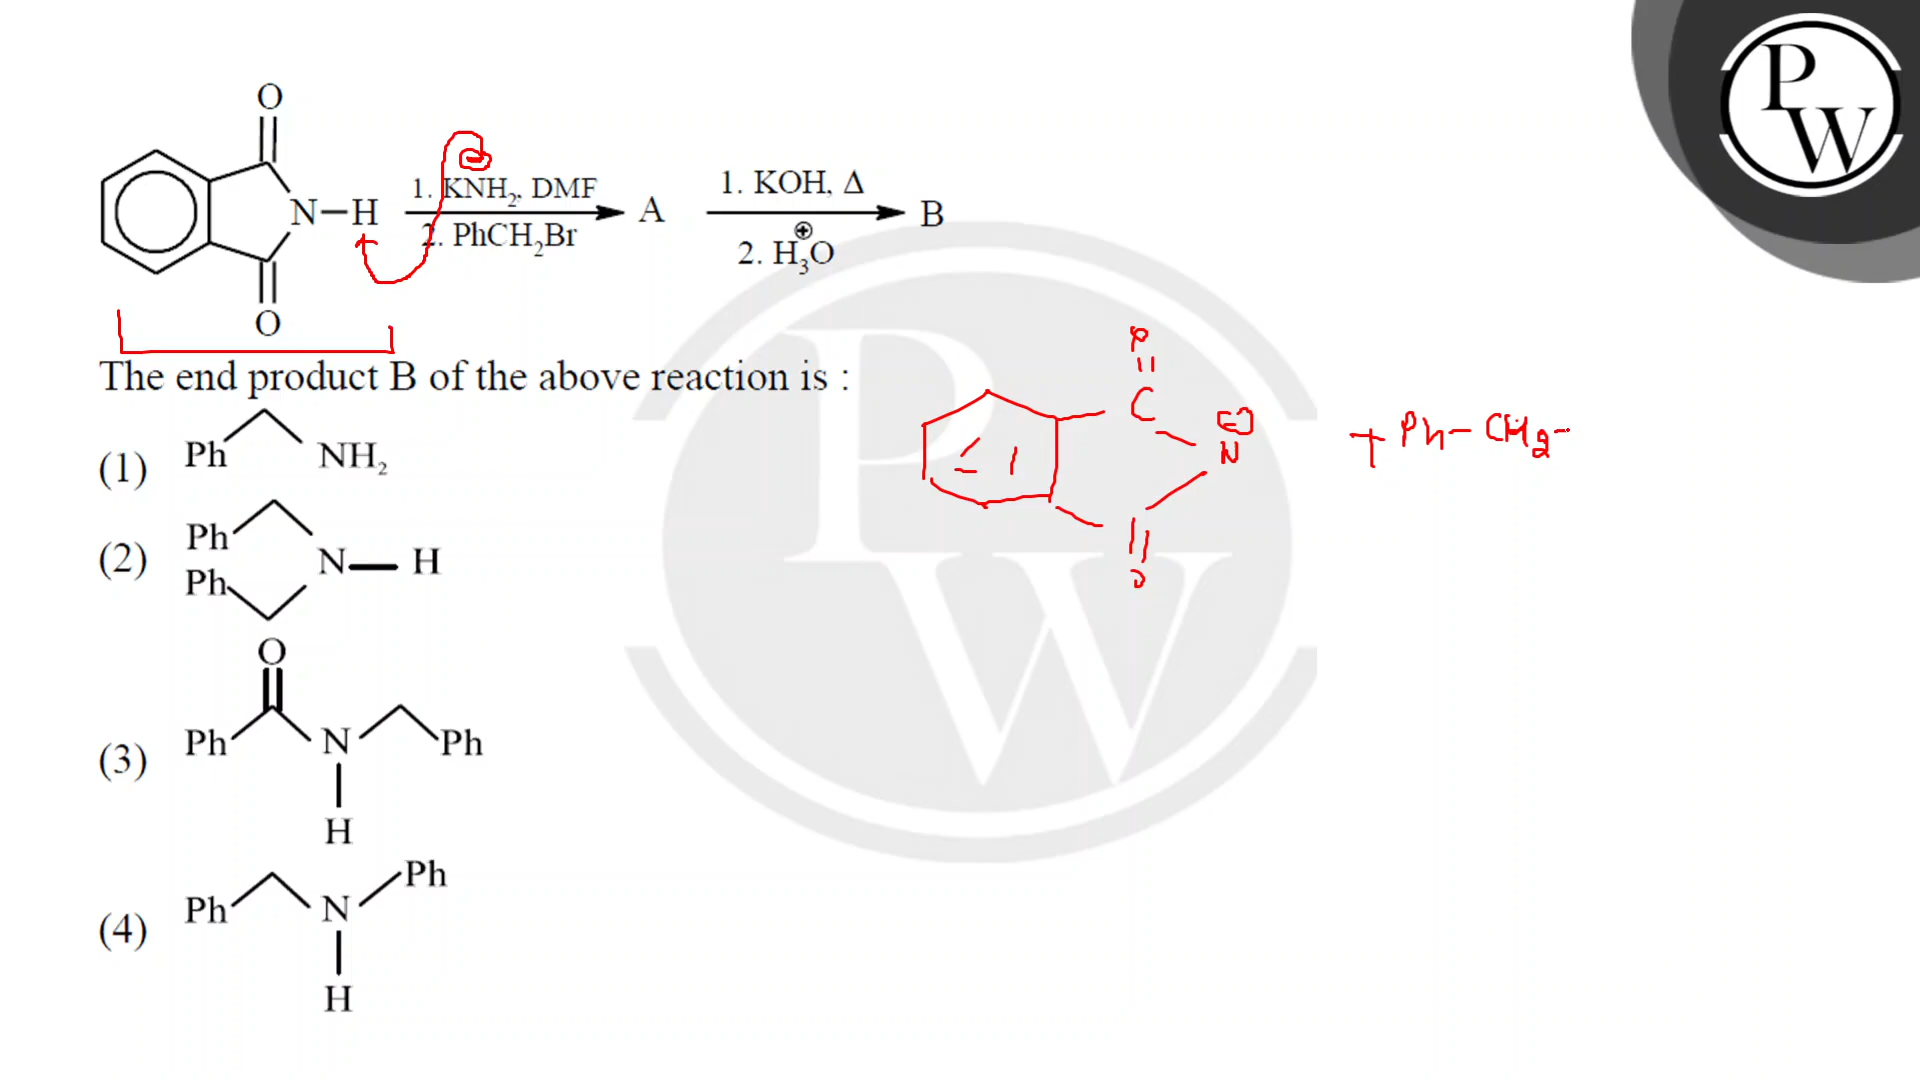 P
W
O
N–H
1. KNH₂, DMF
2. PhCH₂Br
A
1. KOH, Δ
2. H₃O⊕
B
O
The end product B of the above reaction is :
(1) Ph NH₂
(2) Ph
N — H
Ph
(3) O
Ph N Ph
H
(4) Ph
Ph N
H
C
O
⊖
N
+ Ph – CH₂ –
P
W